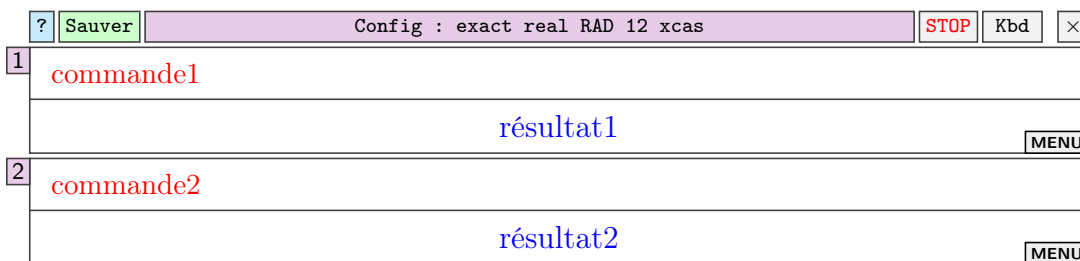 ? Sauver Config : exact real RAD 12 xcas STOP Kbd ×
1 commande1
résultat1
MENU
2 commande2
résultat2
MENU